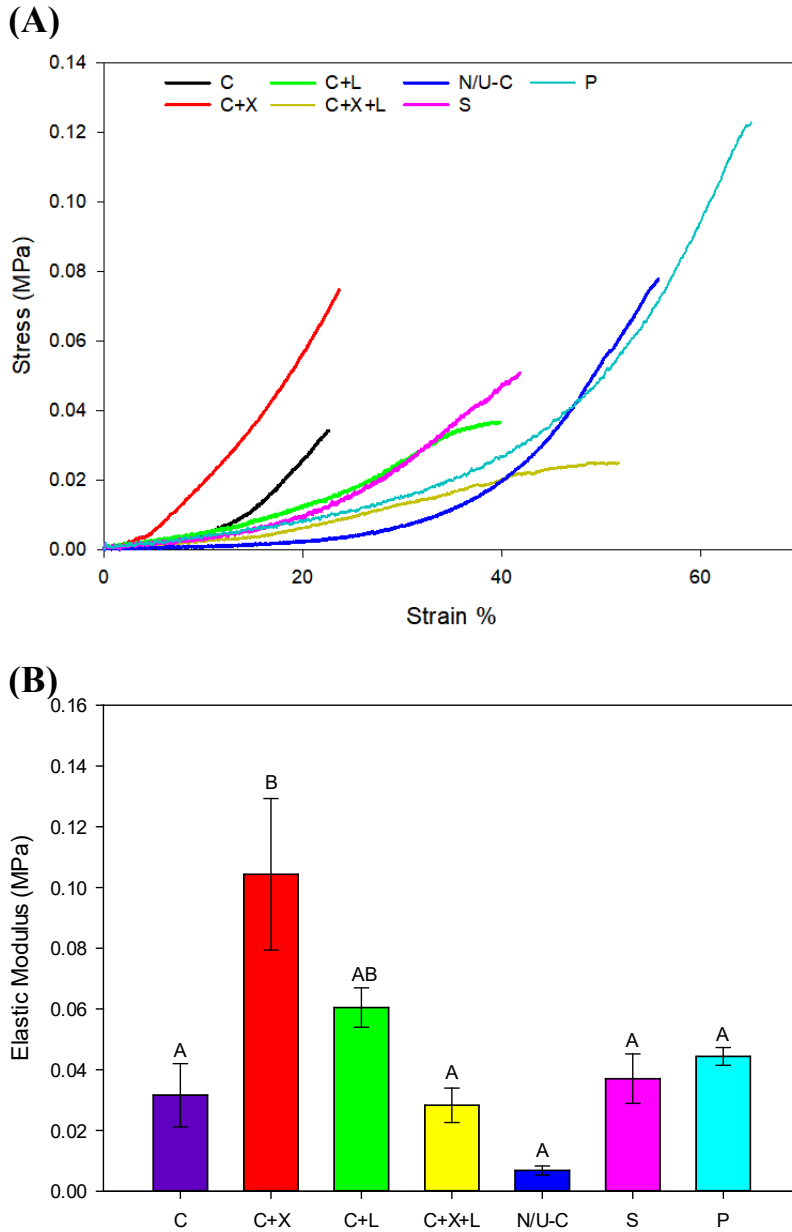 (A)
0.14
C C+L N/U-C P
C+X C+X+L S
0.12
0.10
0.08
0.06
0.04
0.02
0.00
Stress (MPa)
0 20 40 60
Strain %
(B)
0.16
0.14
0.12
0.10
0.08
0.06
0.04
0.02
0.00
Elastic Modulus (MPa)
A B AB A A A A
C C+X C+L C+X+L N/U-C S P